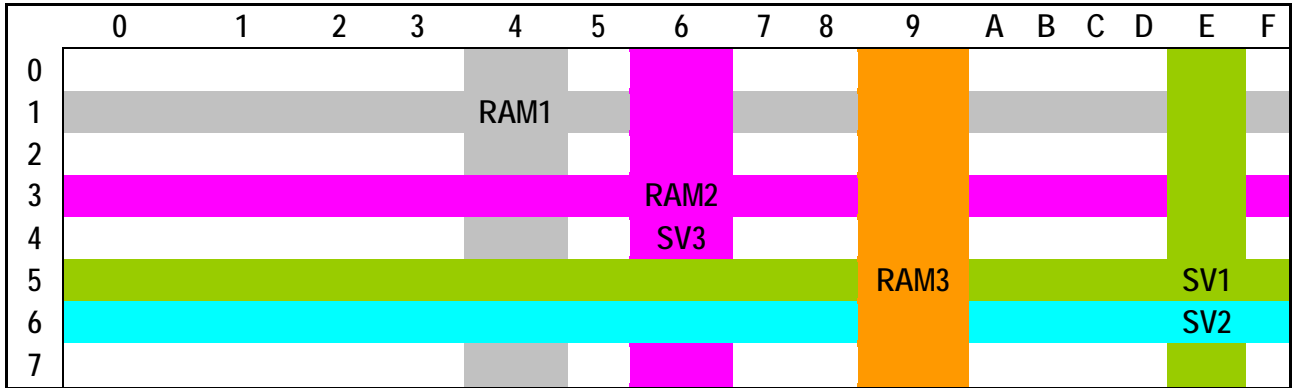 0 1 2 3 4 5 6 7 8 9 A B C D E F
0
1 RAM1
2
3 RAM2
4 SV3
5 RAM3 SV1
6 SV2
7